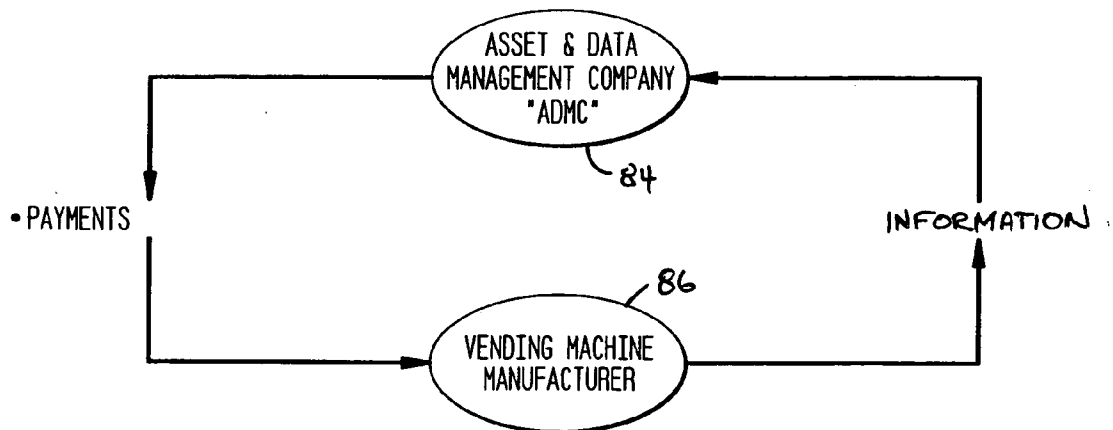 ASSET & DATA
MANAGEMENT COMPANY
"ADMC"
84
• PAYMENTS
INFORMATION
86
VENDING MACHINE
MANUFACTURER